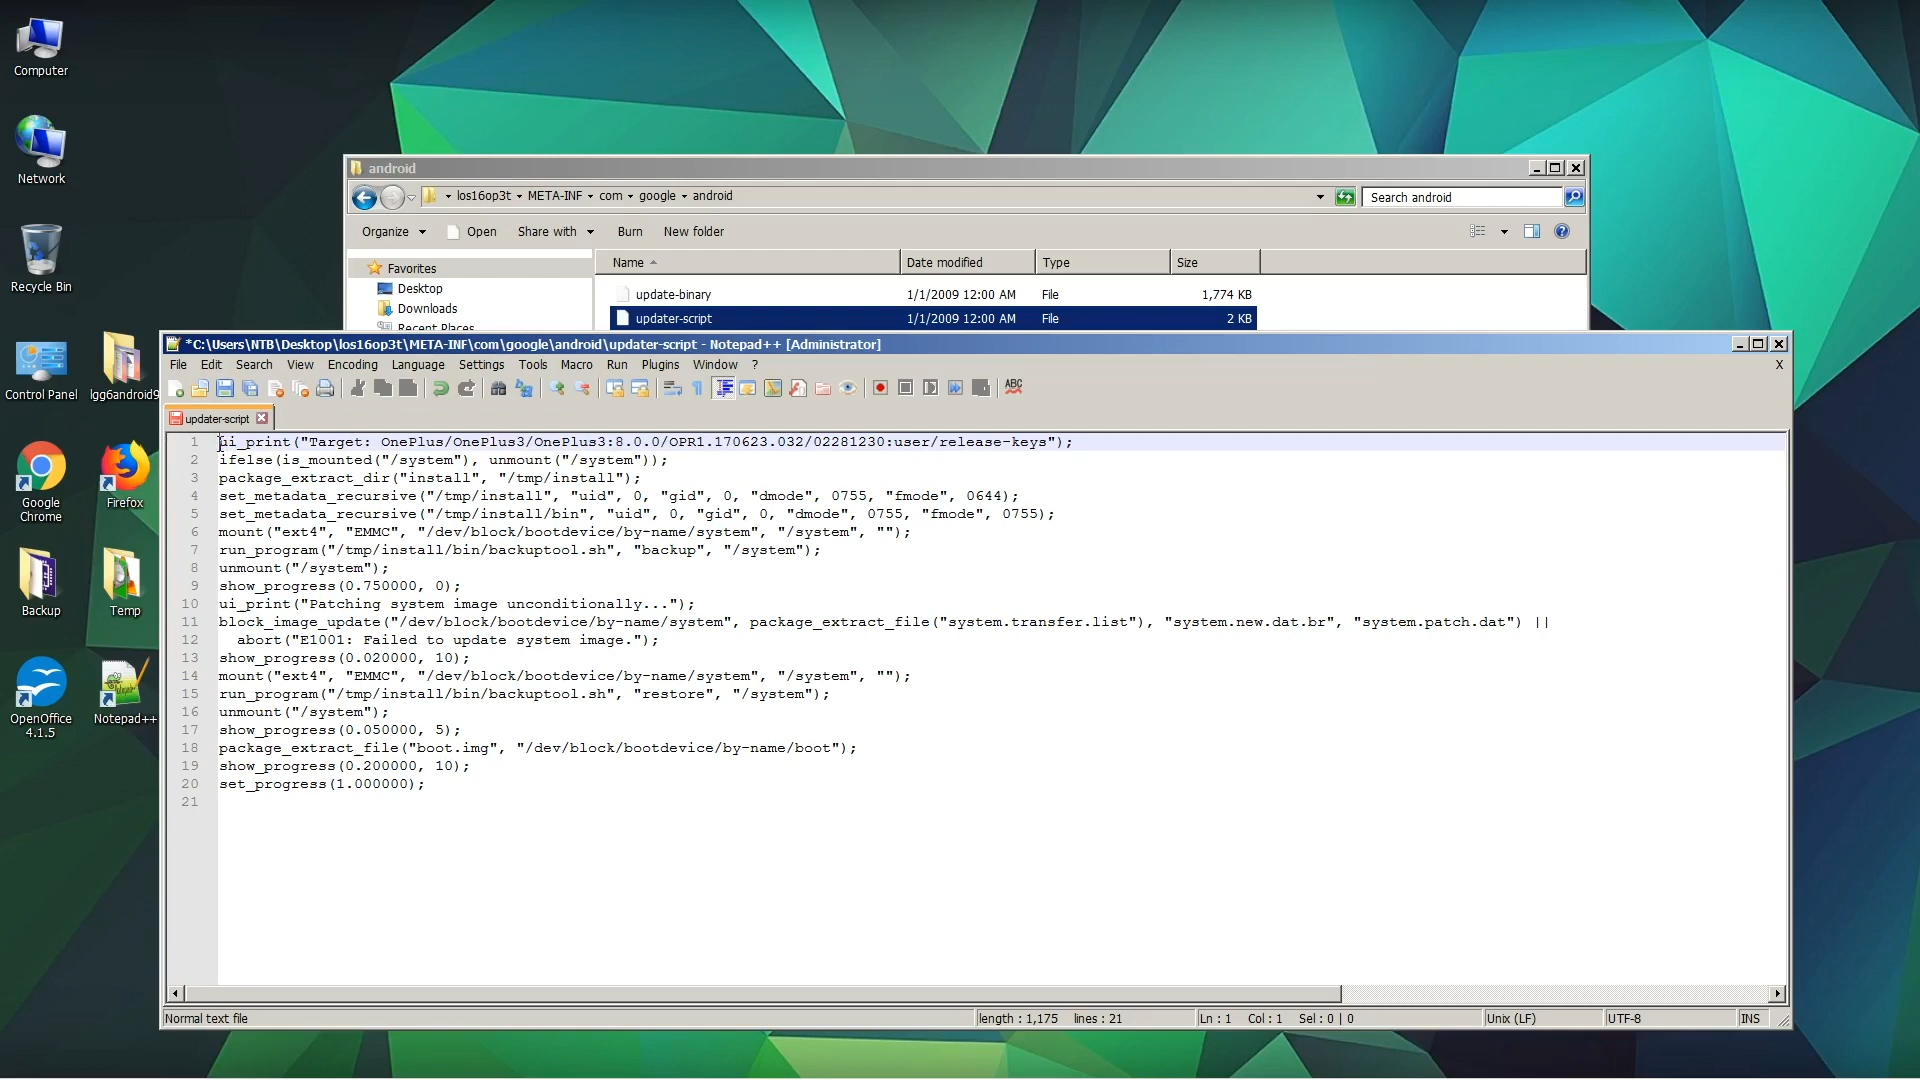 Computer
Network
Recycle Bin
Control Panel
lgg6android9
Google
Chrome
Firefox
Backup
Temp
OpenOffice
4.1.5
Notepad++
android
los16op3t META-INF com google android
Search android
Organize Open Share with Burn New folder
Name Date modified Type Size
Favorites
Desktop
Downloads
Recent Places
update-binary 1/1/2009 12:00 AM File 1,774 KB
updater-script 1/1/2009 12:00 AM File 2 KB
*C:\Users\NTB\Desktop\los16op3t\META-INF\com\google\android\updater-script - Notepad++ [Administrator]
File Edit Search View Encoding Language Settings Tools Macro Run Plugins Window ? X
ABC
updater-script
1 ui_print("Target: OnePlus/OnePlus3/OnePlus3:8.0.0/OPR1.170623.032/02281230:user/release-keys");
2 ifelse(is_mounted("/system"), unmount("/system"));
3 package_extract_dir("install", "/tmp/install");
4 set_metadata_recursive("/tmp/install", "uid", 0, "gid", 0, "dmode", 0755, "fmode", 0644);
5 set_metadata_recursive("/tmp/install/bin", "uid", 0, "gid", 0, "dmode", 0755, "fmode", 0755);
6 mount("ext4", "EMMC", "/dev/block/bootdevice/by-name/system", "/system", "");
7 run_program("/tmp/install/bin/backuptool.sh", "backup", "/system");
8 unmount("/system");
9 show_progress(0.750000, 0);
10 ui_print("Patching system image unconditionally...");
11 block_image_update("/dev/block/bootdevice/by-name/system", package_extract_file("system.transfer.list"), "system.new.dat.br", "system.patch.dat") ||
12 abort("E1001: Failed to update system image.");
13 show_progress(0.020000, 10);
14 mount("ext4", "EMMC", "/dev/block/bootdevice/by-name/system", "/system", "");
15 run_program("/tmp/install/bin/backuptool.sh", "restore", "/system");
16 unmount("/system");
17 show_progress(0.050000, 5);
18 package_extract_file("boot.img", "/dev/block/bootdevice/by-name/boot");
19 show_progress(0.200000, 10);
20 set_progress(1.000000);
21
Normal text file length : 1,175 lines : 21 Ln : 1 Col : 1 Sel : 0 | 0 Unix (LF) UTF-8 INS